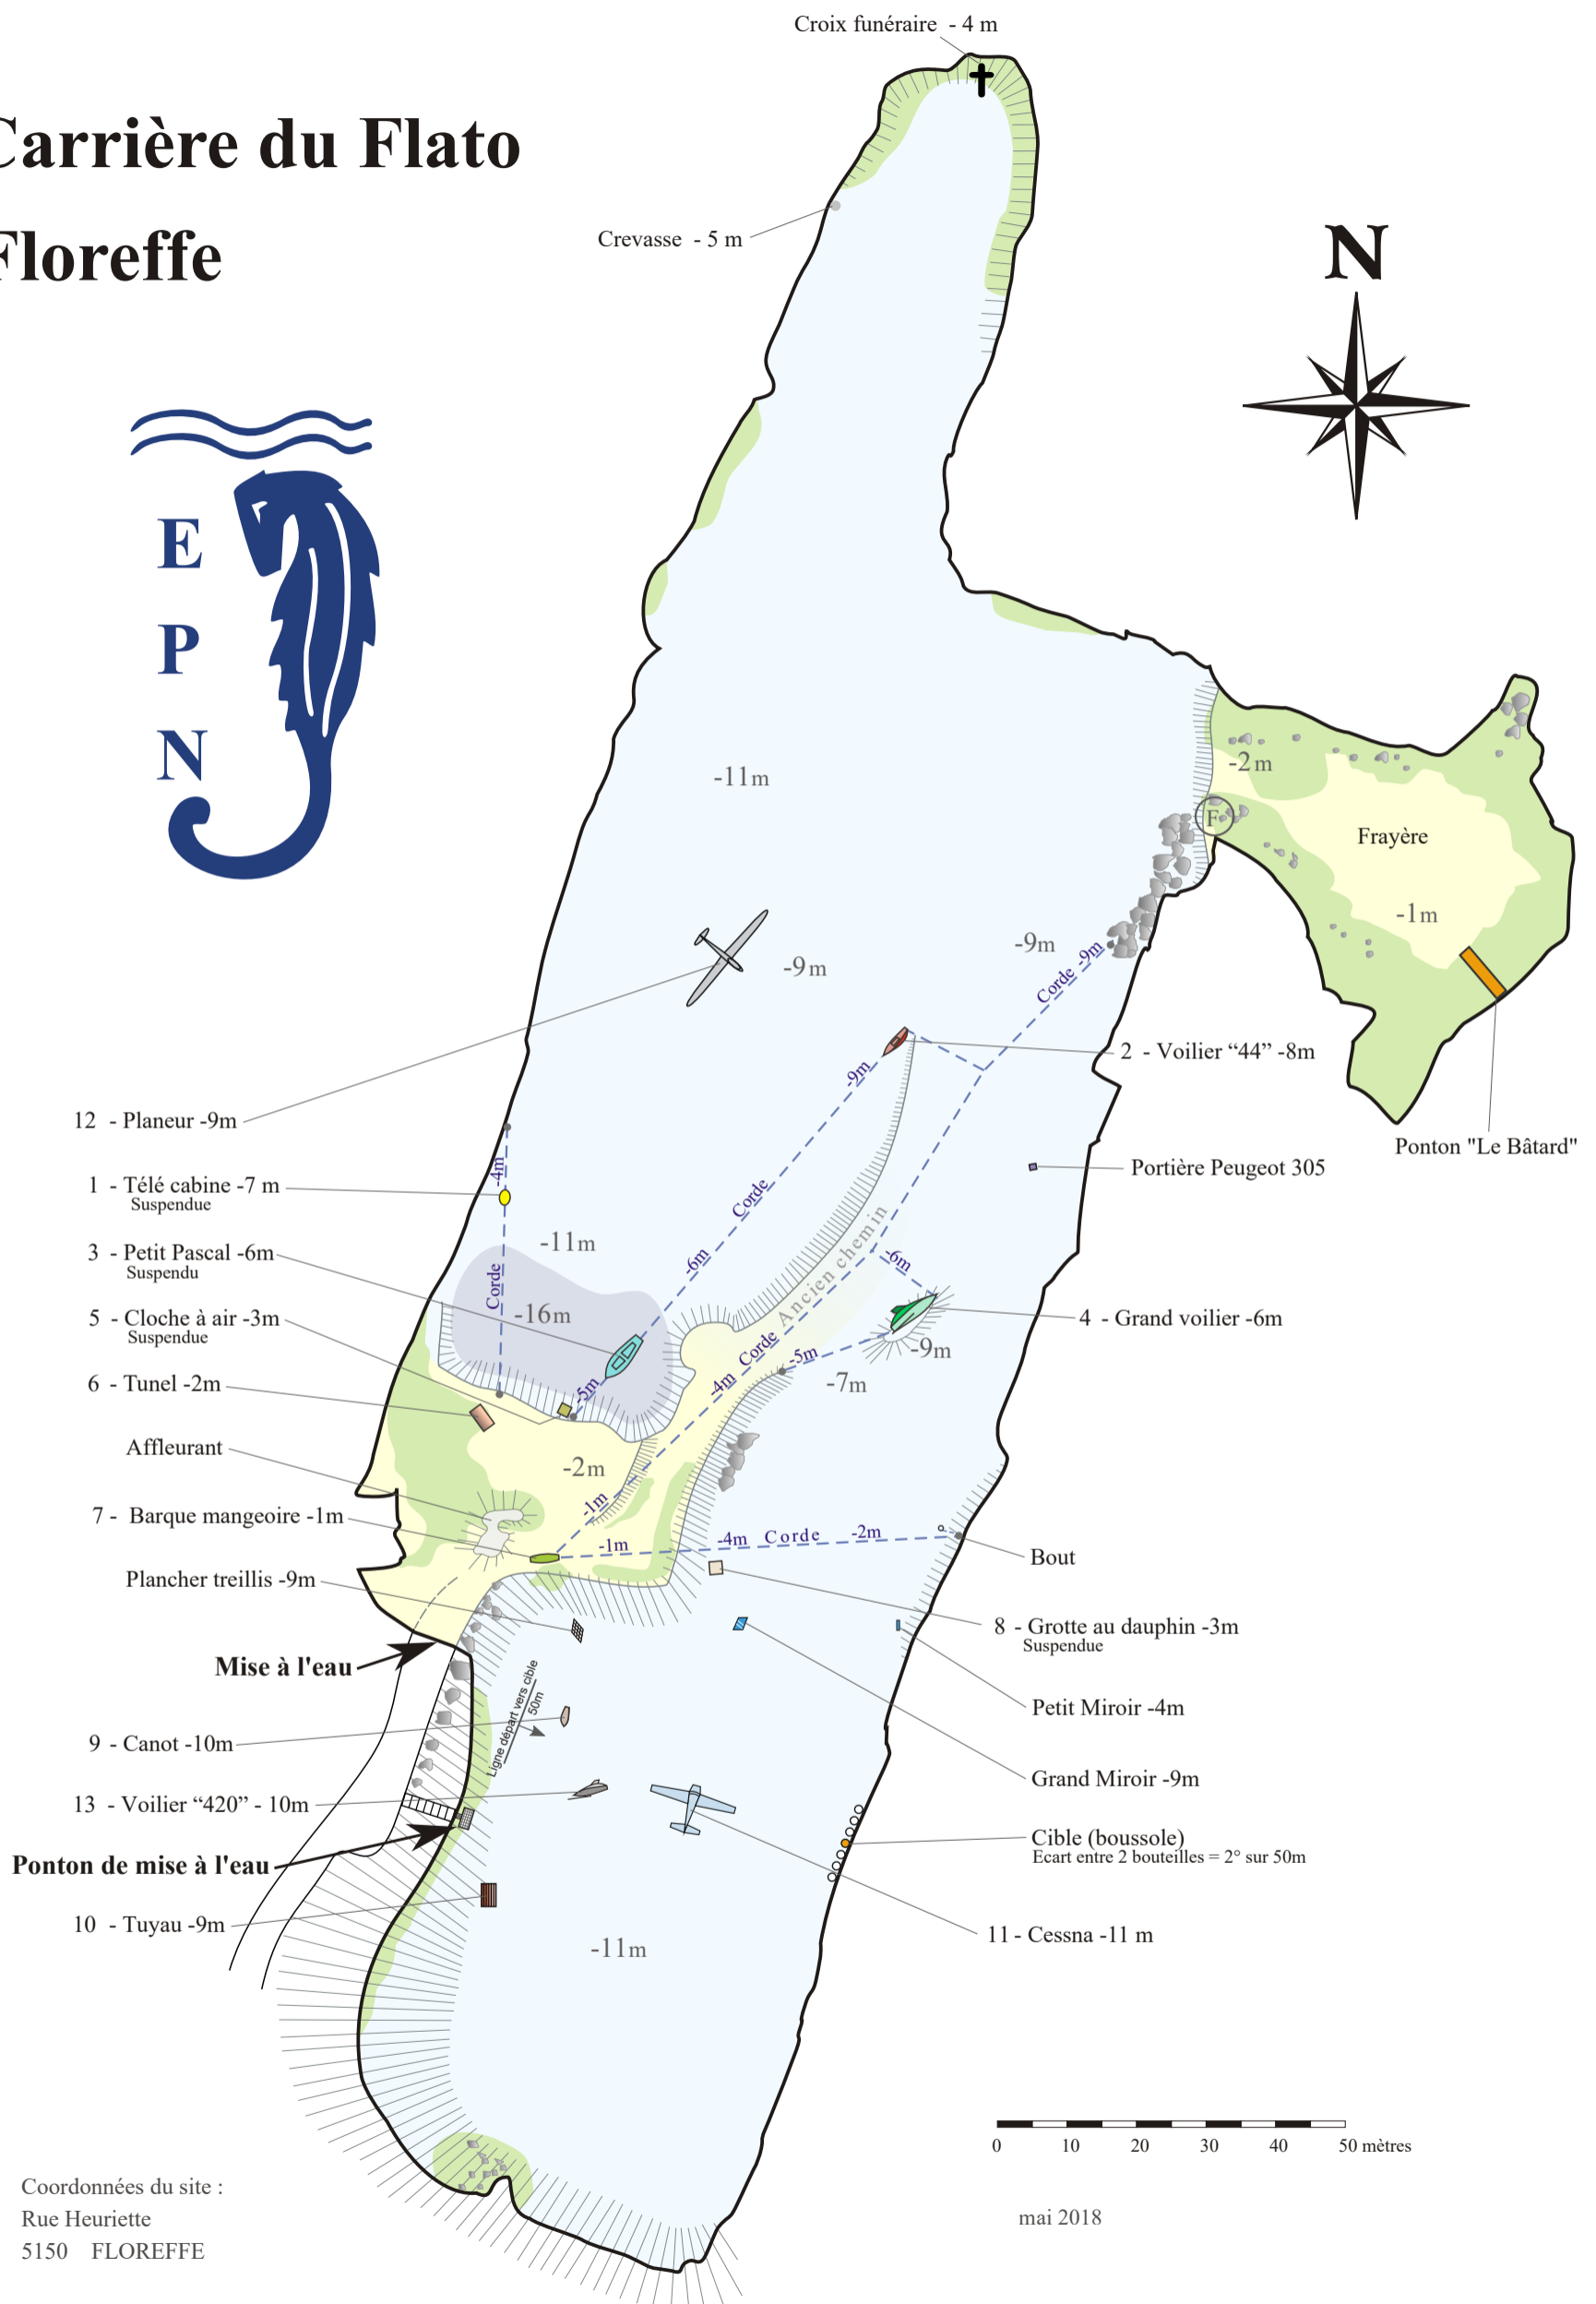 Croix funéraire - 4 m
Carrière du Flato
Floreffe
Crevasse - 5 m
N
E
P
N
-11m
-2m
F
Frayère
-1m
-9m
-9m
Corde -9m
2 - Voilier “44” -8m
-9m
12 - Planeur -9m
Ponton "Le Bâtard"
-4m
Portière Peugeot 305
1 - Télé cabine -7 m
Suspendue
Corde
Ancien chemin
-11m
3 - Petit Pascal -6m
Suspendu
-6m
-6m
Corde
-16m
5 - Cloche à air -3m
Suspendue
4 - Grand voilier -6m
Corde
-9m
-5m
6 - Tunel -2m
-5m
-4m
-7m
Affleurant
-2m
7 - Barque mangeoire -1m
-1m
-1m
-4m Corde -2m
Bout
Plancher treillis -9m
8 - Grotte au dauphin -3m
Suspendue
Mise à l'eau
Ligne départ vers cible
50m
Petit Miroir -4m
9 - Canot -10m
Grand Miroir -9m
13 - Voilier “420” - 10m
Cible (boussole)
Ecart entre 2 bouteilles = 2° sur 50m
Ponton de mise à l'eau
10 - Tuyau -9m
11 - Cessna -11 m
-11m
0 10 20 30 40 50 mètres
Coordonnées du site :
Rue Heuriette
5150 FLOREFFE
mai 2018